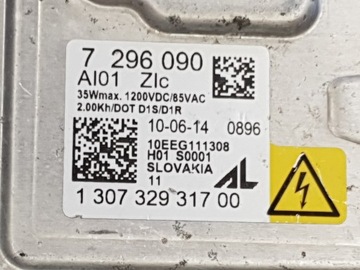 7 296 090
AI01 ZIc
35Wmax. 1200VDC/85VAC
2.00Kh/DOT D1S/D1R
10-06-14 0896
10EEG111308
H01 S0001
SLOVAKIA
11 AL
1 307 329 317 00